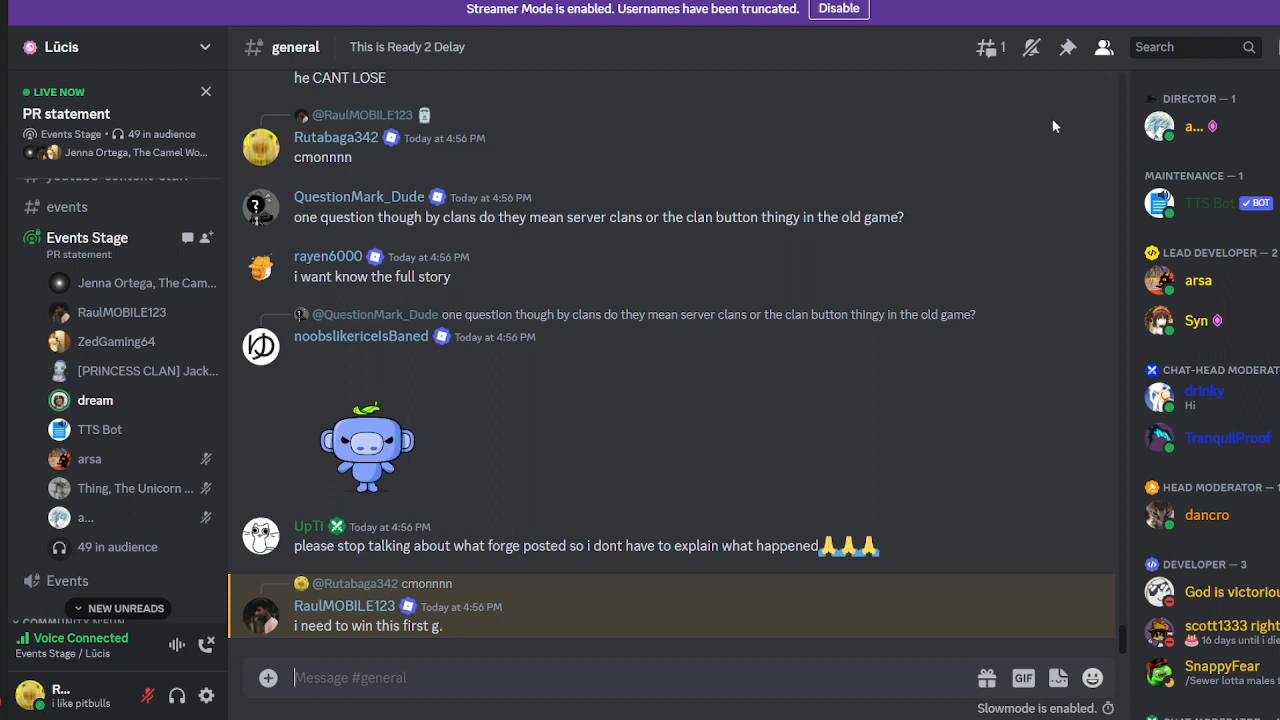 Streamer Mode is enabled. Usernames have been truncated.
Disable
Lūcis
general
This is Ready 2 Delay
1
Search
LIVE NOW
PR statement
Events Stage • 49 in audience
Jenna Ortega, The Camel Wo...
events
Events Stage
PR statement
Jenna Ortega, The Cam...
RaulMOBILE123
ZedGaming64
[PRINCESS CLAN] Jack...
dream
TTS Bot
arsa
Thing, The Unicorn ...
a...
49 in audience
Events
NEW UNREADS
Voice Connected
Events Stage / Lūcis
R...
i like pitbulls
he CANT LOSE
@RaulMOBILE123 🗿
Rutabaga342 Today at 4:56 PM
cmonnnn
QuestionMark_Dude Today at 4:56 PM
one question though by clans do they mean server clans or the clan button thingy in the old game?
rayen6000 Today at 4:56 PM
i want know the full story
@QuestionMark_Dude one question though by clans do they mean server clans or the clan button thingy in the old game?
noobslikericeIsBaned Today at 4:56 PM
ゆ
UpTi Today at 4:56 PM
please stop talking about what forge posted so i dont have to explain what happened🙏🙏🙏
@Rutabaga342 cmonnnn
RaulMOBILE123 Today at 4:56 PM
i need to win this first g.
Message #general
GIF
Slowmode is enabled.
DIRECTOR — 1
a...
MAINTENANCE — 1
TTS Bot ✓ BOT
LEAD DEVELOPER — 2
arsa
Syn
CHAT-HEAD MODERAT
drinky
Hi
TranquilProof
HEAD MODERATOR — 1
dancro
DEVELOPER — 3
God is victoriou
scott1333 right
16 days until i die
SnappyFear
/Sewer lotta males t